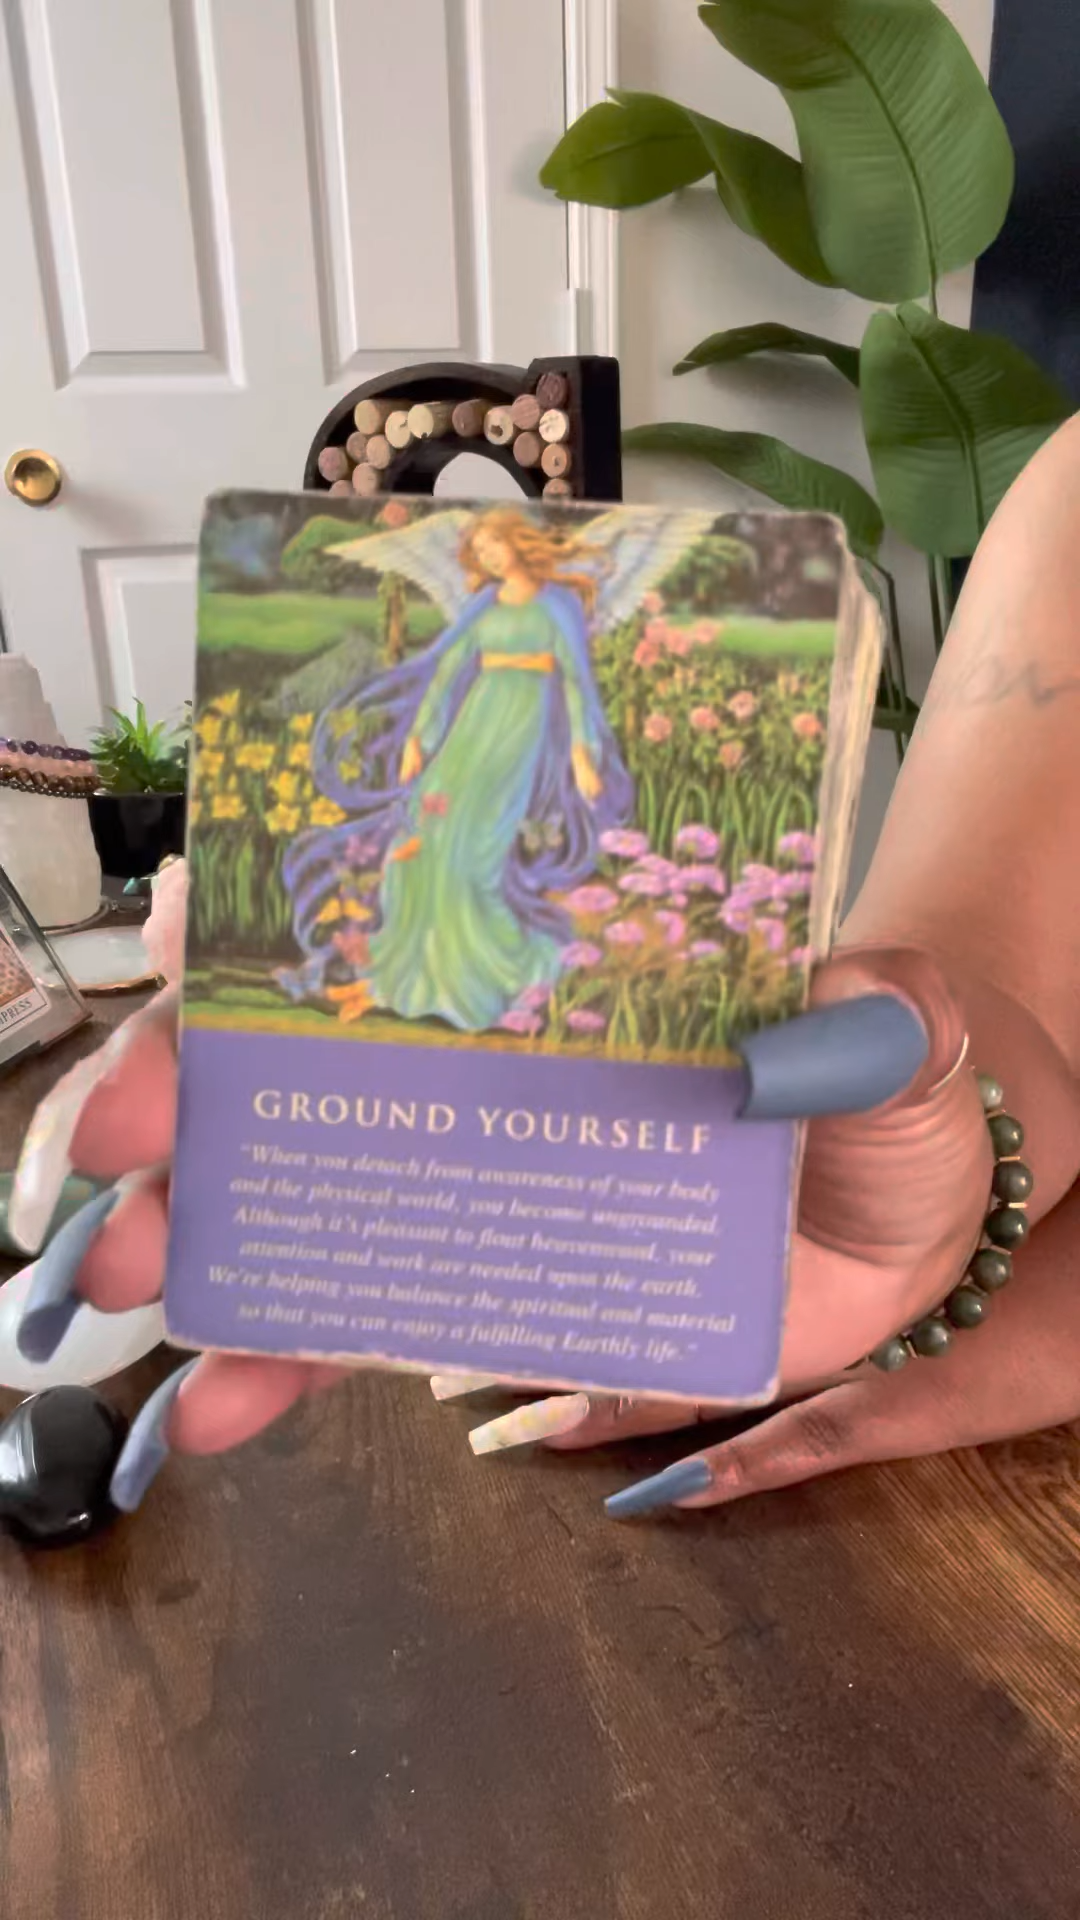 GROUND YOURSELF
"When you detach from awareness of your body
and the physical world, you become ungrounded.
Although it's pleasant to float heavenward, your
attention and work are needed upon the earth.
We're helping you balance the spiritual and material
so that you can enjoy a fulfilling Earthly life."
PRESS